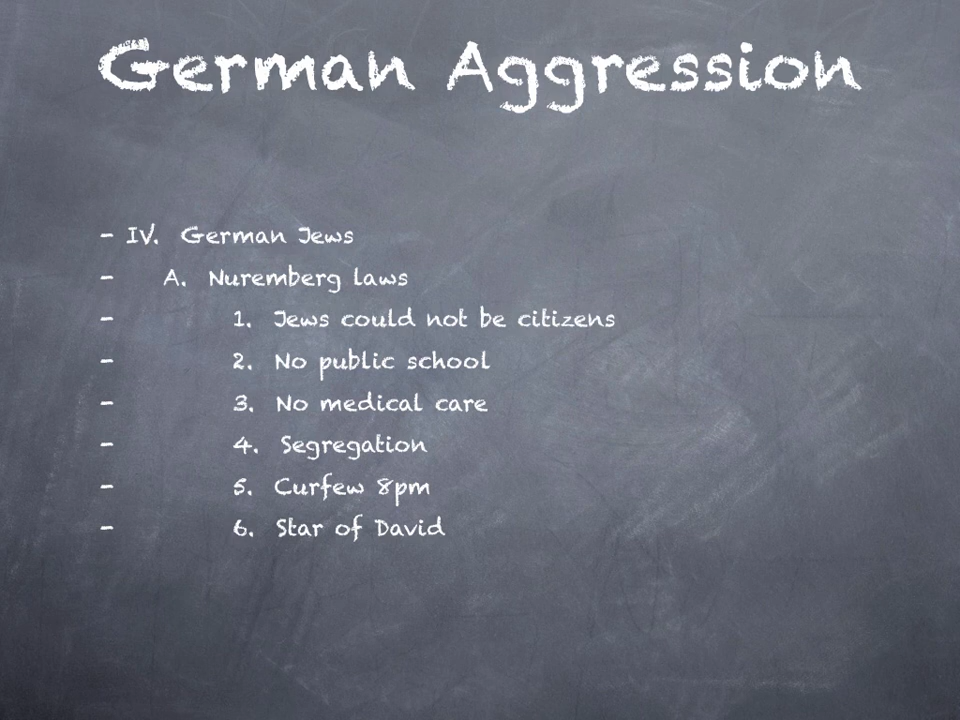 German Aggression
- IV. German Jews
- A. Nuremberg laws
- 1. Jews could not be citizens
- 2. No public school
- 3. No medical care
- 4. Segregation
- 5. Curfew 8pm
- 6. Star of David